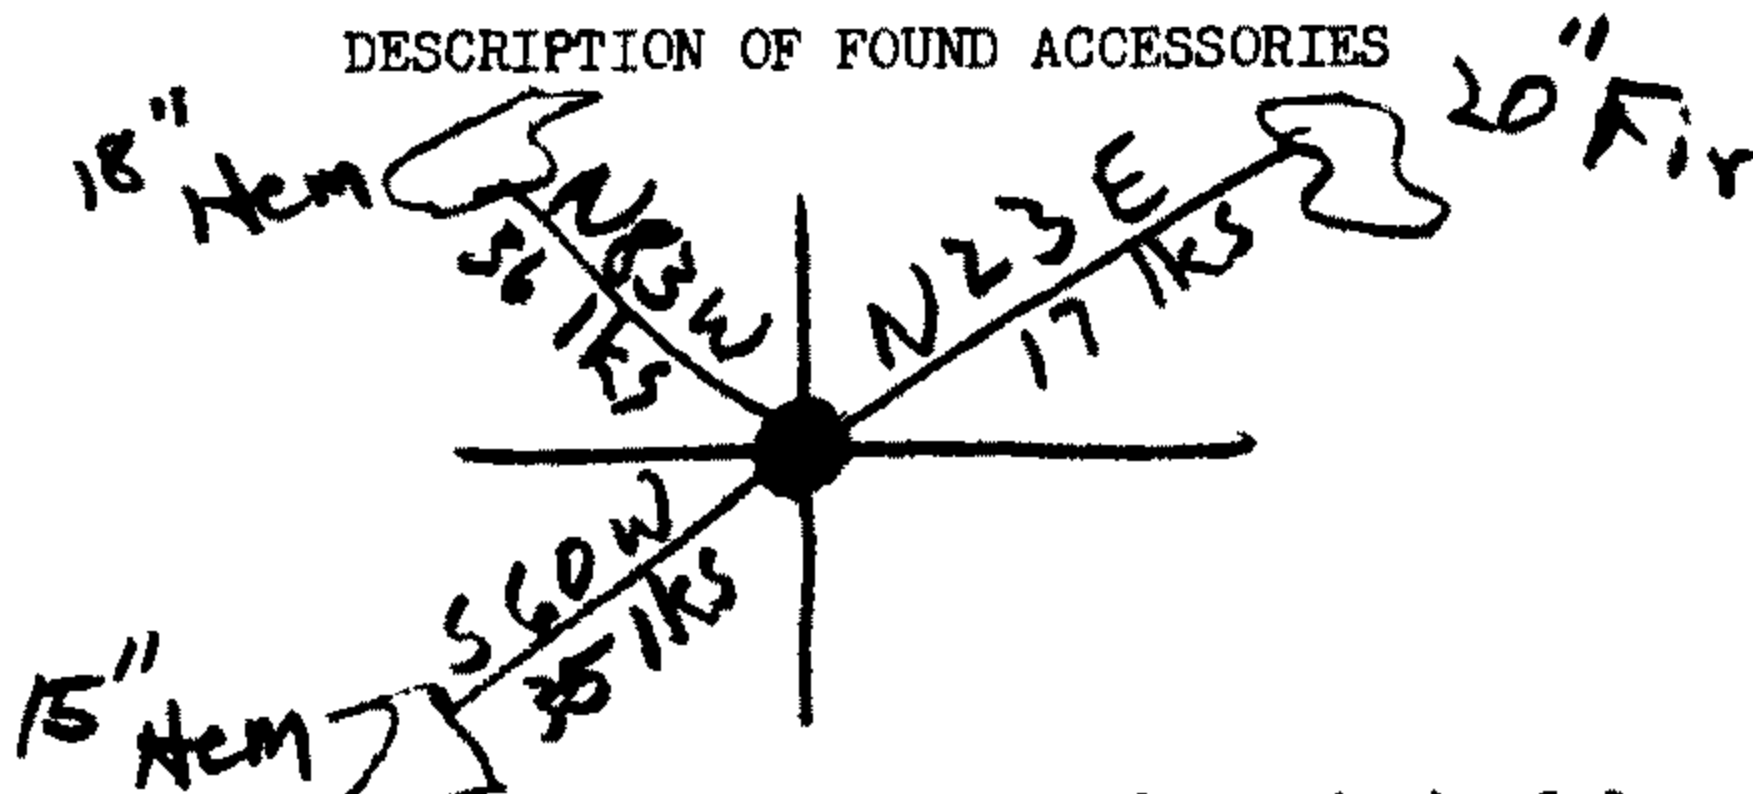 DESCRIPTION OF FOUND ACCESSORIES
18" Hem
N83W
56 lks
20" Fir
N23E
17 lks
S60W
35 lks
15" Hem